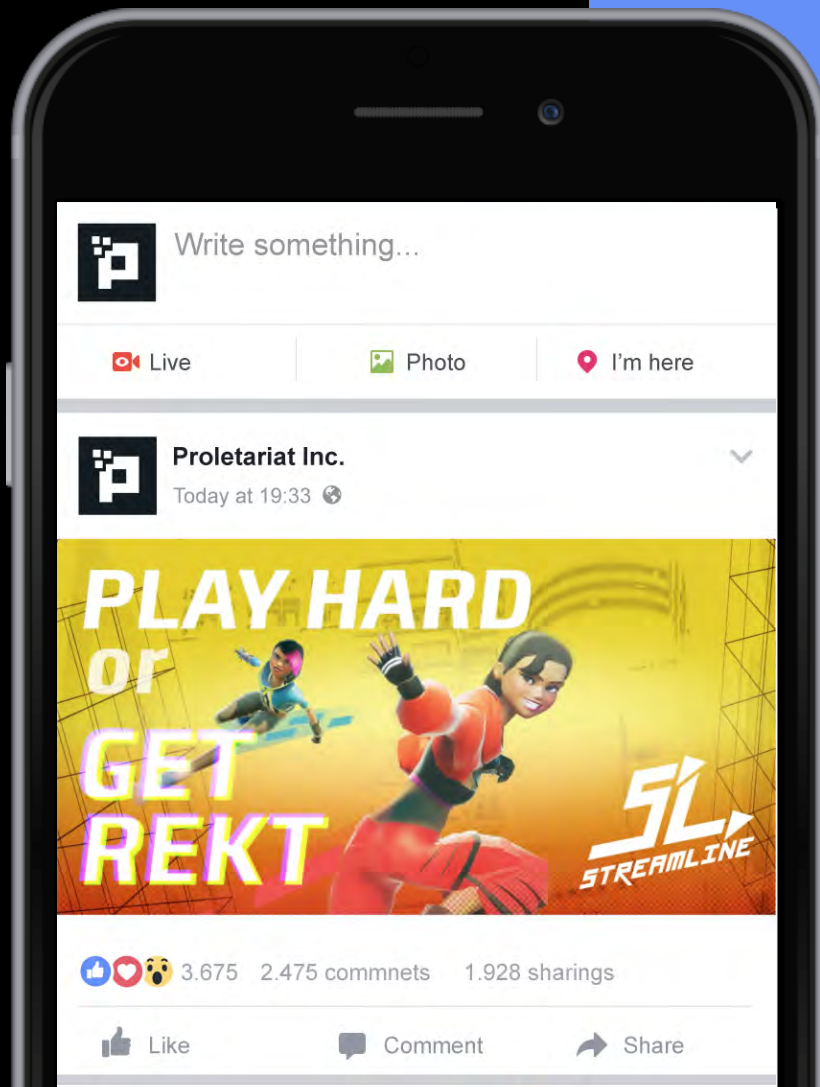 Write something...
Live
Photo
I'm here
Proletariat Inc.
Today at 19:33
PLAY HARD
or
GET
REKT
SL
STREAMLINE
3.675 2.475 commnets 1.928 sharings
Like
Comment
Share